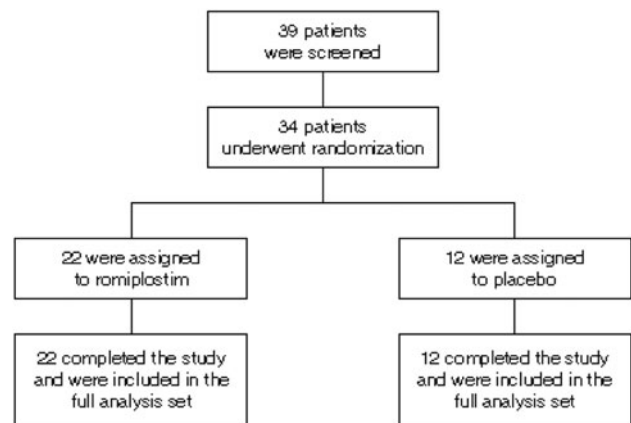 39 patients
were screened
34 patients
underwent randomization
22 were assigned
to romiplostim
12 were assigned
to placebo
22 completed the study
and were included in the
full analysis set
12 completed the study
and were included in the
full analysis set